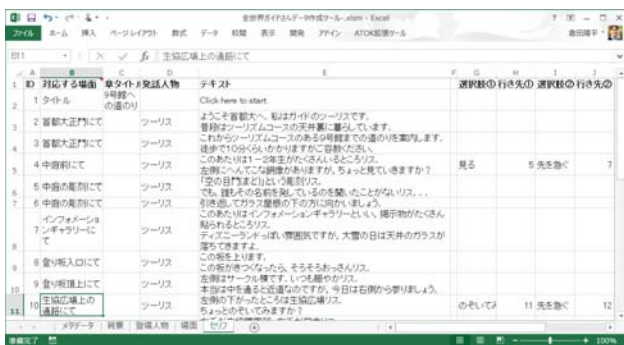 全世界ガイドさんデータ作成ツール.xlsm - Excel
ファイル ホーム 挿入 ページレイアウト 数式 データ 校閲 表示 開発 アドイン ATOK拡張ツール 倉田陽平
B11 fx 生協広場上の通路にて
A B C D E F G H I J
1 ID 対応する場面 章タイトル 発話人物 テキスト 選択肢① 行き先① 選択肢② 行き先②
2 1 タイトル 9号館への道のり Click here to start
3 2 首都大正門にて ツーリス ようこそ首都大へ、私はガイドのツーリスです。
普段はツーリズムコースの天井裏に暮らしています。
4 3 首都大正門にて ツーリス これからツーリズムコースのある9号館までの道のりを案内します。
徒歩で10分くらいかかりますがご容赦ください。
5 4 中庭前にて ツーリス このあたりは1-2年生がたくさんいるところリス。
左側にへんてこな銅像がありますが、ちょっと見ていきますか? 見る 5 先を急ぐ 7
6 5 中庭の彫刻にて ツーリス 「空の目門(まど)」という彫刻リス。
でも、誰もその名前を発しているのを聞いたことがないリス...
7 6 中庭の彫刻にて ツーリス 引き返してガラス屋根の下の方に向かいましょう。
8 7 インフォメーションギャラリーにて ツーリス このあたりはインフォメーションギャラリーといい、掲示物がたくさん
貼られるところリス。
ディズニーランドっぽい雰囲気ですが、大雪の日は天井のガラスが
落ちてきますよ。
9 8 登り坂入口にて ツーリス この坂を上ります。
この坂がきつくなったら、そろそろおっさんリス。
10 9 登り坂頂上にて ツーリス 左側はサークル棟です。いつも賑やかリス。
本当は中を通ると近道なのですが、今日は右側から参りましょう。
11 10 生協広場上の通路にて ツーリス 左側の下がったところは生協広場リス。
ちょっとのぞいてみますか? のぞいてみ 11 先を急ぐ 12
メタデータ 背景 登場人物 場面 セリフ
準備完了 100%